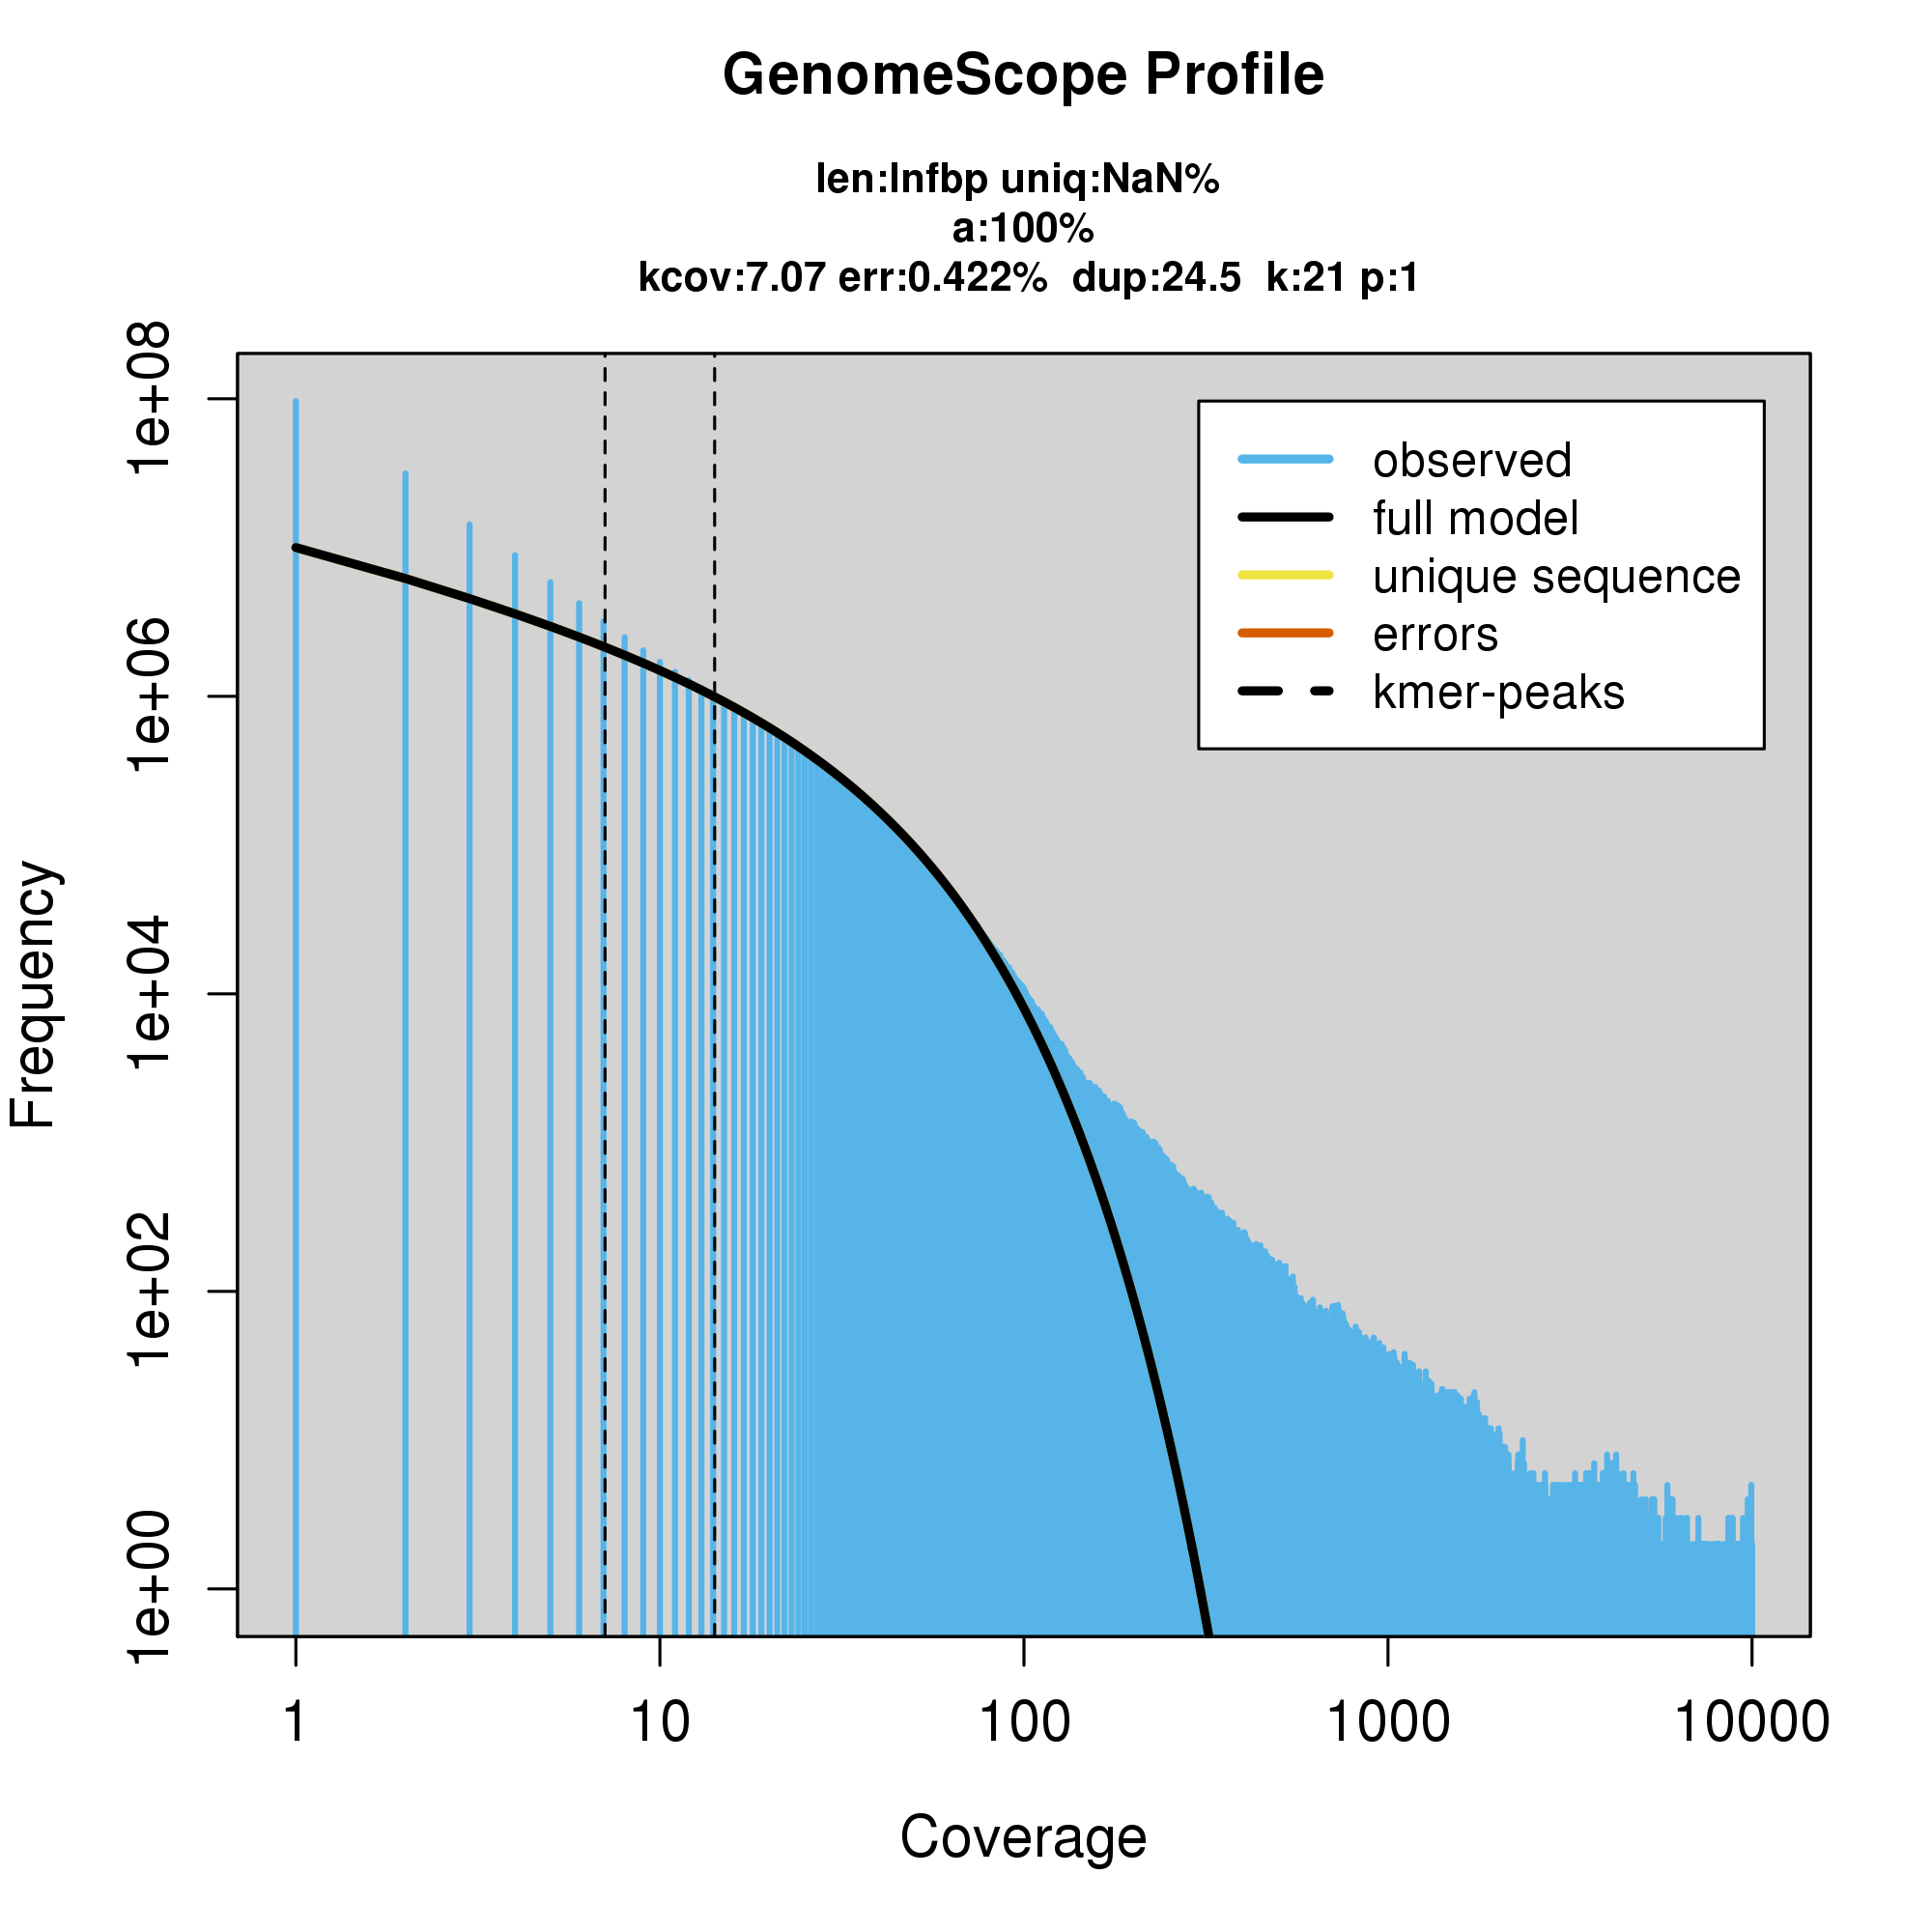 GenomeScope Profile
len:Infbp uniq:NaN%
a:100%
kcov:7.07 err:0.422% dup:24.5 k:21 p:1
observed
full model
unique sequence
errors
kmer-peaks
Frequency
1e+08
1e+06
1e+04
1e+02
1e+00
1 10 100 1000 10000
Coverage